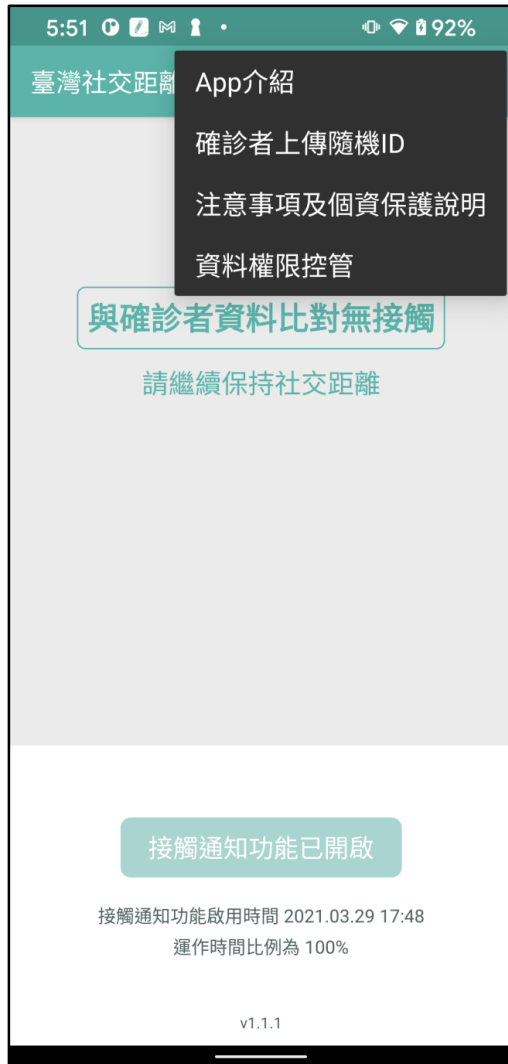 5:51
92%
臺灣社交距離
App介紹
確診者上傳隨機ID
注意事項及個資保護說明
資料權限控管
與確診者資料比對無接觸
請繼續保持社交距離
接觸通知功能已開啟
接觸通知功能啟用時間 2021.03.29 17:48
運作時間比例為 100%
v1.1.1